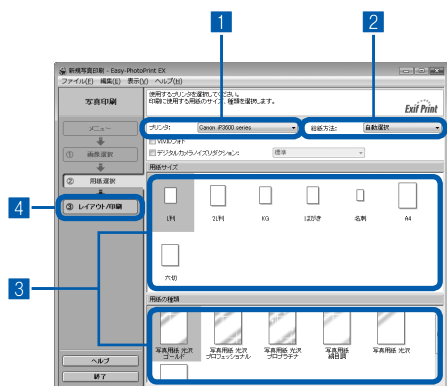 1
2
新規写真印刷 - Easy-PhotoPrint EX
ファイル(F) 編集(E) 表示(V) ヘルプ(H)
写真印刷
使用するプリンタを選択してください。
印刷に使用する用紙のサイズ、種類を選択します。
Exif Print
メニュー
プリンタ: Canon iP3600 series
給紙方法: 自動選択
VIVIDフォト
① 画像選択
デジタルカメラノイズリダクション: 標準
用紙サイズ
② 用紙選択
4
③ レイアウト/印刷
L判
2L判
KG
はがき
名刺
A4
3
六切
用紙の種類
写真用紙 光沢 ゴールド
写真用紙 光沢 プロフェッショナル
写真用紙 光沢 プロプラチナ
写真用紙 絹目調
写真用紙 光沢
ヘルプ
終了